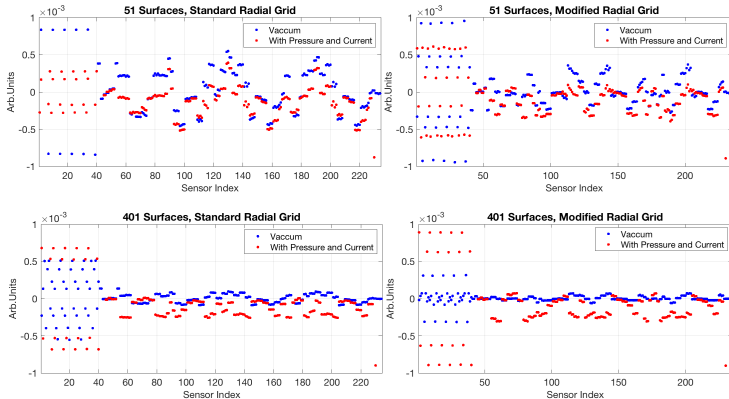 51 Surfaces, Standard Radial Grid
×10⁻³
Vaccum
With Pressure and Current
Arb.Units
1
0.5
0
-0.5
-1
20 40 60 80 100 120 140 160 180 200 220
Sensor Index
51 Surfaces, Modified Radial Grid
×10⁻³
Vaccum
With Pressure and Current
Arb.Units
1
0.5
0
-0.5
-1
50 100 150 200
Sensor Index
401 Surfaces, Standard Radial Grid
×10⁻³
Vaccum
With Pressure and Current
Arb.Units
1
0.5
0
-0.5
-1
20 40 60 80 100 120 140 160 180 200 220
Sensor Index
401 Surfaces, Modified Radial Grid
×10⁻³
Vaccum
With Pressure and Current
Arb.Units
1
0.5
0
-0.5
-1
50 100 150 200
Sensor Index